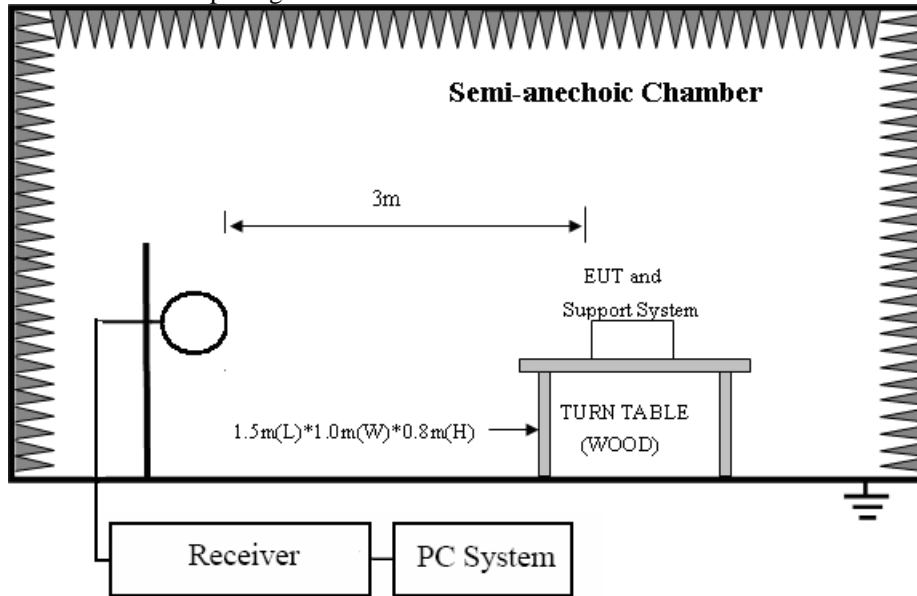 Semi-anechoic Chamber
3m
EUT and
Support System
1.5m(L)*1.0m(W)*0.8m(H)
TURN TABLE
(WOOD)
Receiver
PC System